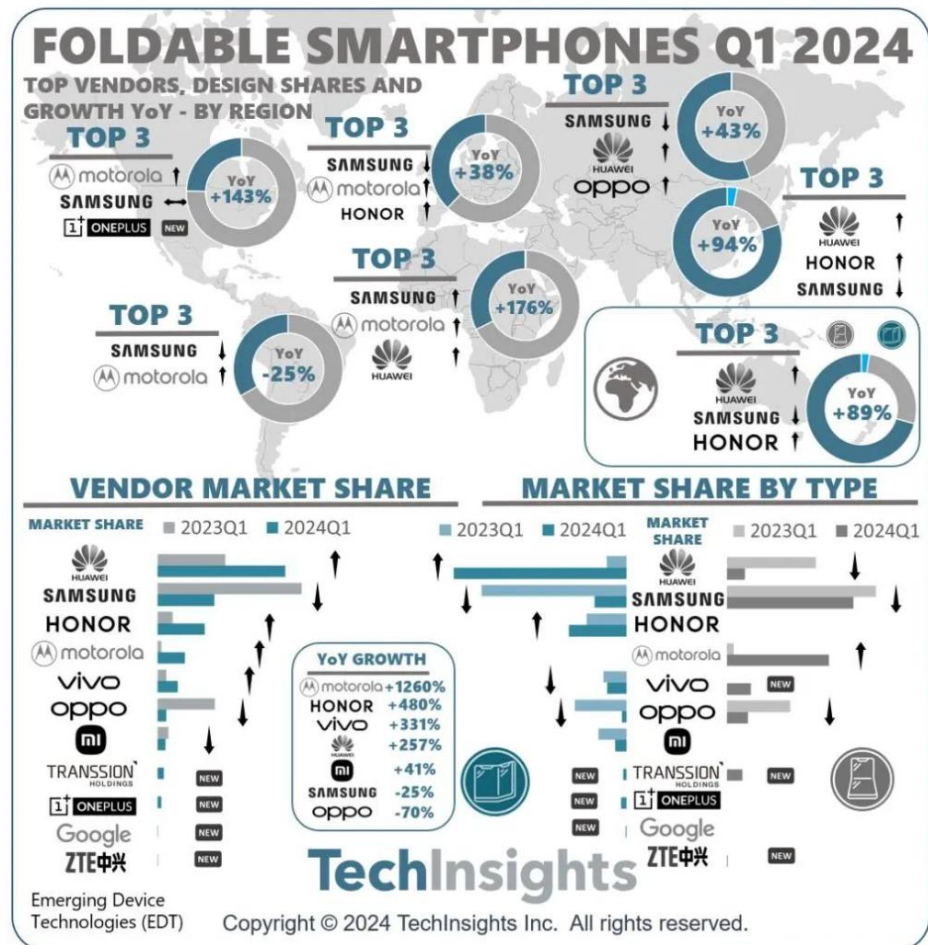 FOLDABLE SMARTPHONES Q1 2024
TOP VENDORS, DESIGN SHARES AND
GROWTH YoY - BY REGION
TOP 3
motorola
SAMSUNG
1+ ONEPLUS NEW
YoY
+143%
TOP 3
SAMSUNG
motorola
HONOR
YoY
+38%
TOP 3
SAMSUNG
HUAWEI
oppo
YoY
+43%
TOP 3
HUAWEI
HONOR
SAMSUNG
YoY
+94%
TOP 3
SAMSUNG
motorola
HUAWEI
YoY
+176%
TOP 3
SAMSUNG
motorola
YoY
-25%
TOP 3
HUAWEI
SAMSUNG
HONOR
YoY
+89%
VENDOR MARKET SHARE
MARKET SHARE 2023Q1 2024Q1
HUAWEI
SAMSUNG
HONOR
motorola
vivo
oppo
mi
TRANSSION HOLDINGS NEW
1+ ONEPLUS NEW
Google NEW
ZTE中兴 NEW
YoY GROWTH
motorola +1260%
HONOR +480%
vivo +331%
HUAWEI +257%
mi +41%
SAMSUNG -25%
oppo -70%
MARKET SHARE BY TYPE
2023Q1 2024Q1 MARKET SHARE 2023Q1 2024Q1
HUAWEI
SAMSUNG
HONOR
motorola
vivo NEW
oppo
mi
NEW TRANSSION HOLDINGS NEW
NEW 1+ ONEPLUS
NEW Google
ZTE中兴 NEW
TechInsights
Emerging Device
Technologies (EDT)
Copyright © 2024 TechInsights Inc. All rights reserved.